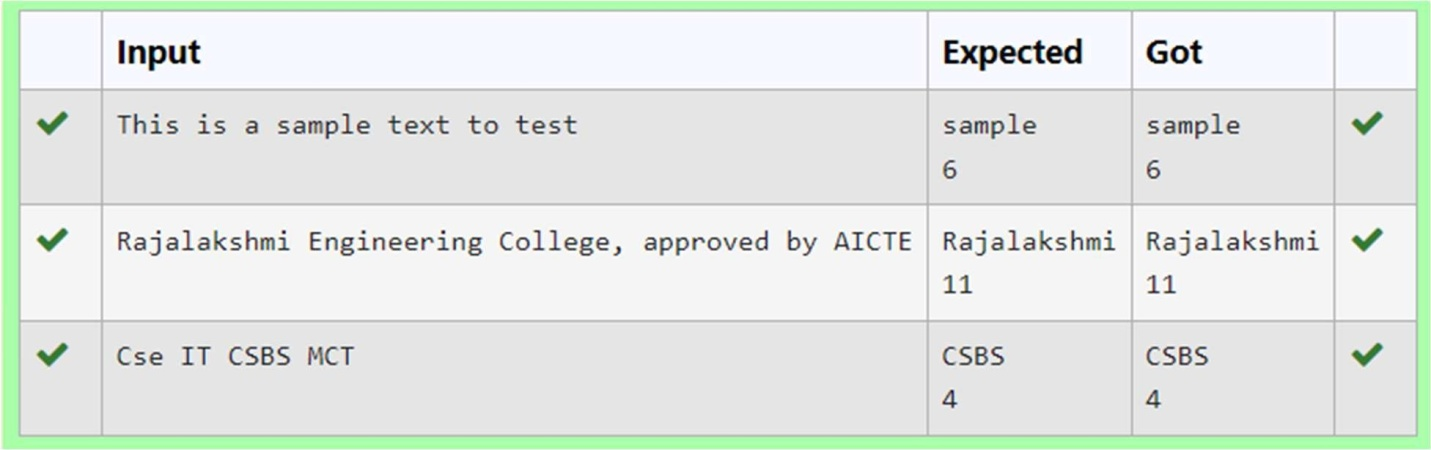 Input Expected Got
This is a sample text to test sample sample
6 6
Rajalakshmi Engineering College, approved by AICTE Rajalakshmi Rajalakshmi
11 11
Cse IT CSBS MCT CSBS CSBS
4 4